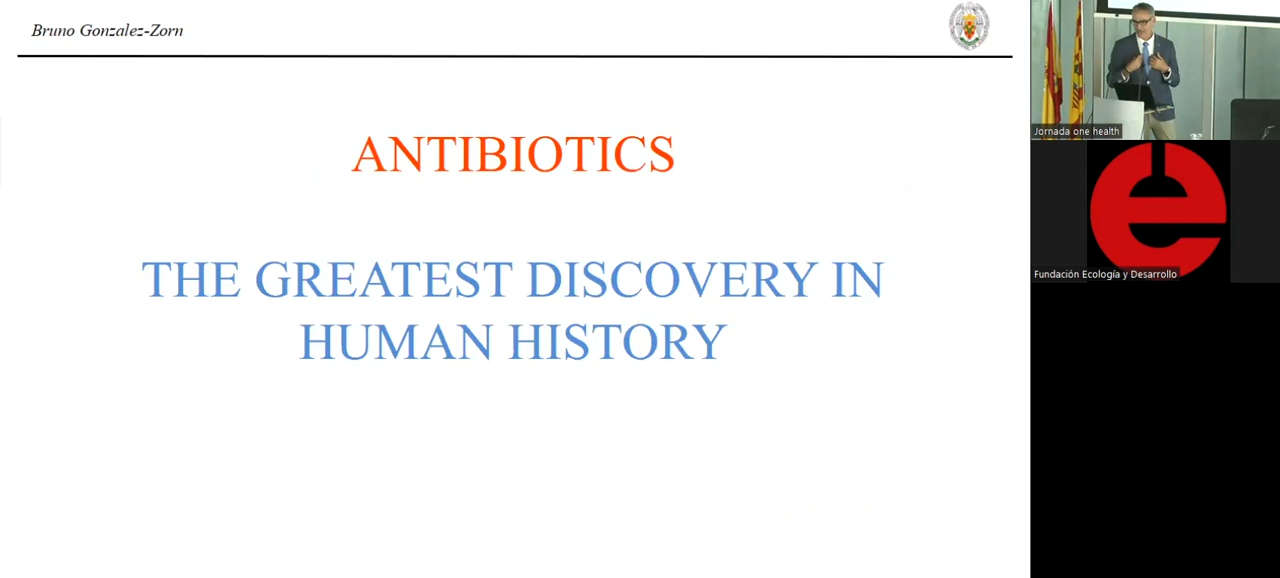 Bruno Gonzalez-Zorn
ANTIBIOTICS
THE GREATEST DISCOVERY IN
HUMAN HISTORY
Jornada one health
Fundación Ecología y Desarrollo